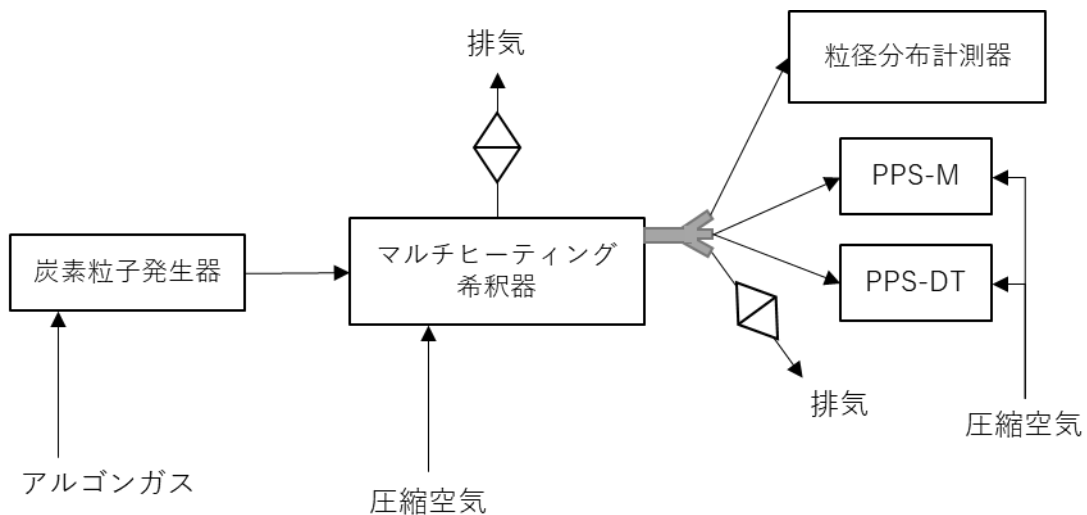 排気
粒径分布計測器
PPS-M
マルチヒーティング
希釈器
炭素粒子発生器
PPS-DT
排気
圧縮空気
アルゴンガス
圧縮空気